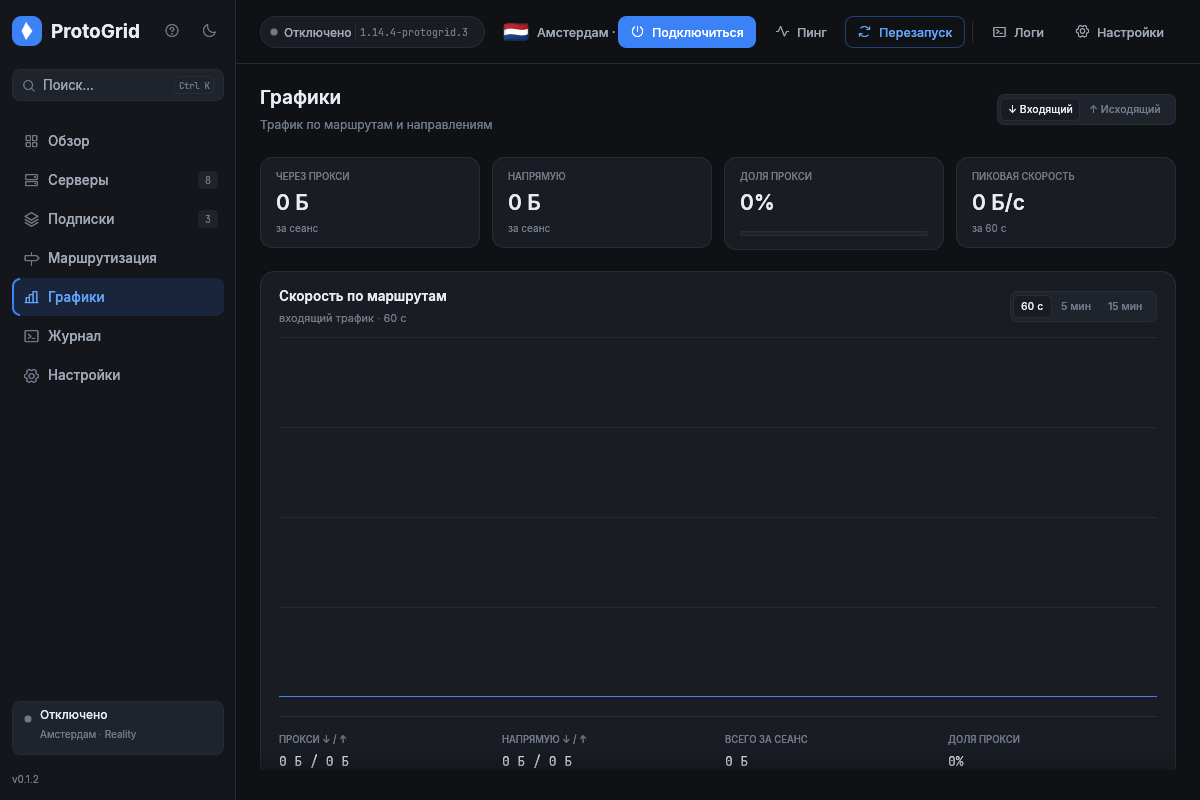 ProtoGrid
Поиск... Ctrl K
Обзор
Серверы 8
Подписки 3
Маршрутизация
Графики
Журнал
Настройки
Отключено
Амстердам · Reality
v0.1.2
Отключено 1.14.4-protogrid.3 Амстердам · Подключиться Пинг Перезапуск Логи Настройки
Графики
Трафик по маршрутам и направлениям
↓ Входящий ↑ Исходящий
ЧЕРЕЗ ПРОКСИ
0 Б
за сеанс
НАПРЯМУЮ
0 Б
за сеанс
ДОЛЯ ПРОКСИ
0%
ПИКОВАЯ СКОРОСТЬ
0 Б/с
за 60 с
Скорость по маршрутам
входящий трафик · 60 с
60 с 5 мин 15 мин
ПРОКСИ ↓ / ↑
0 Б / 0 Б
НАПРЯМУЮ ↓ / ↑
0 Б / 0 Б
ВСЕГО ЗА СЕАНС
0 Б
ДОЛЯ ПРОКСИ
0%